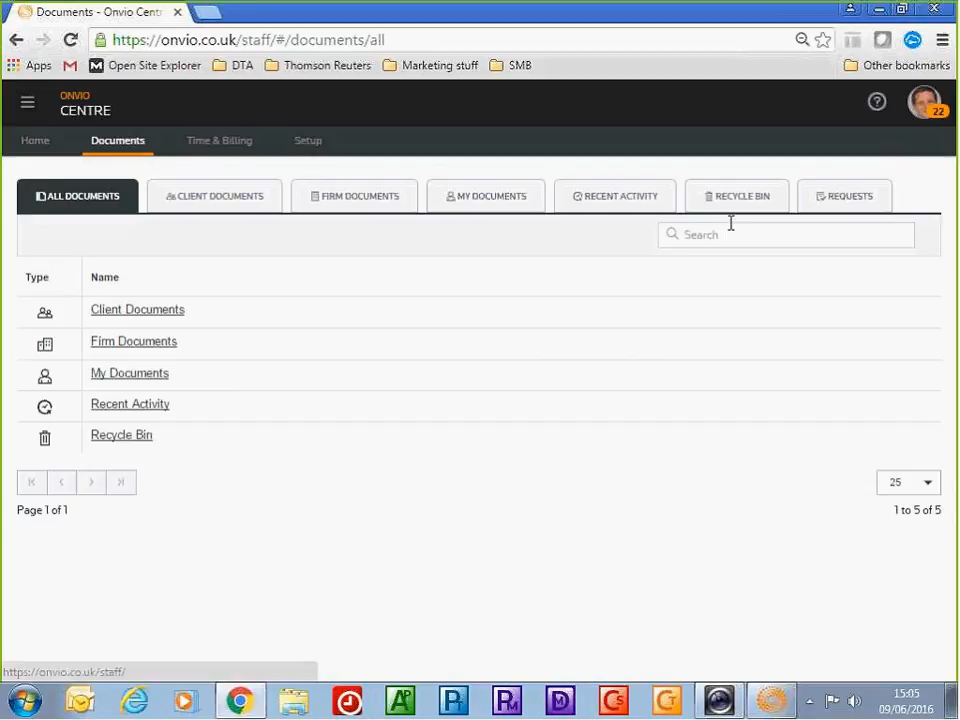 Documents - Onvio Centr
https://onvio.co.uk/staff/#/documents/all
Apps Open Site Explorer DTA Thomson Reuters Marketing stuff SMB Other bookmarks
ONVIO
CENTRE
22
Home Documents Time & Billing Setup
ALL DOCUMENTS CLIENT DOCUMENTS FIRM DOCUMENTS MY DOCUMENTS RECENT ACTIVITY RECYCLE BIN REQUESTS
Search
Type Name
Client Documents
Firm Documents
My Documents
Recent Activity
Recycle Bin
25
Page 1 of 1 1 to 5 of 5
https://onvio.co.uk/staff/
15:05
09/06/2016